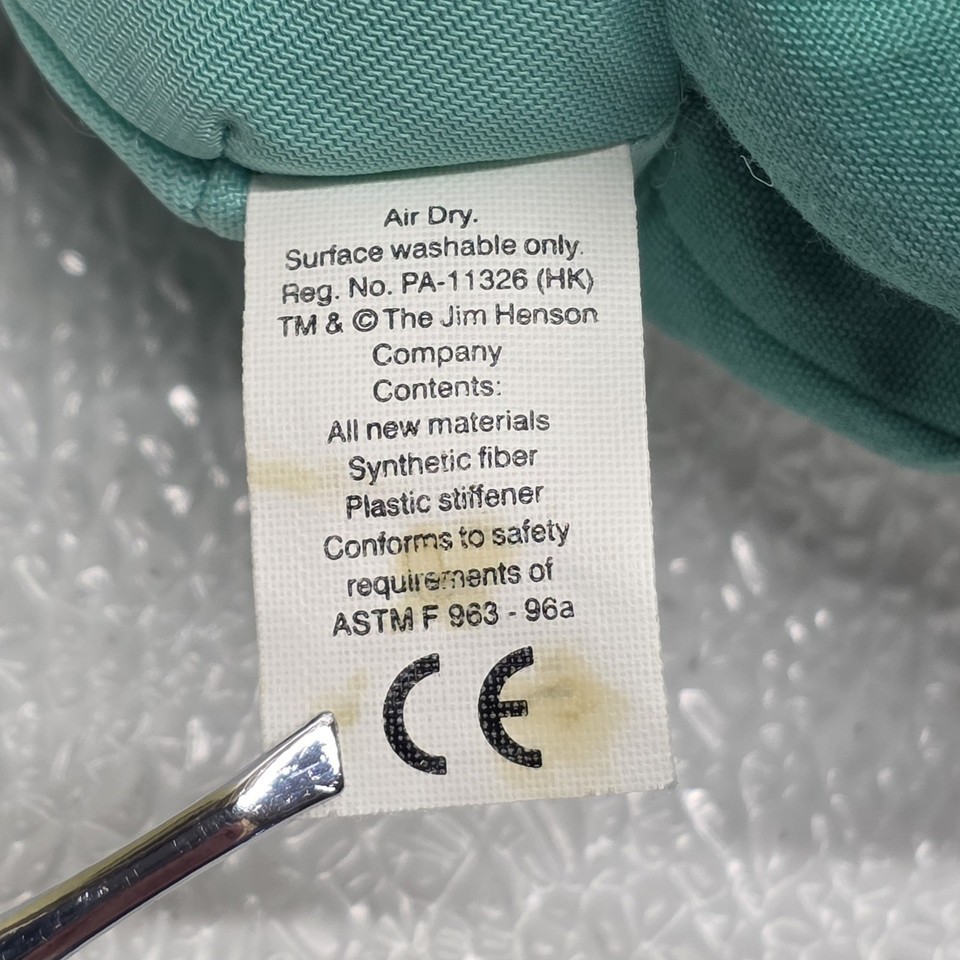 Air Dry.
Surface washable only.
Reg. No. PA-11326 (HK)
TM & © The Jim Henson
Company
Contents:
All new materials
Synthetic fiber
Plastic stiffener
Conforms to safety
requirements of
ASTM F 963 - 96a
CE